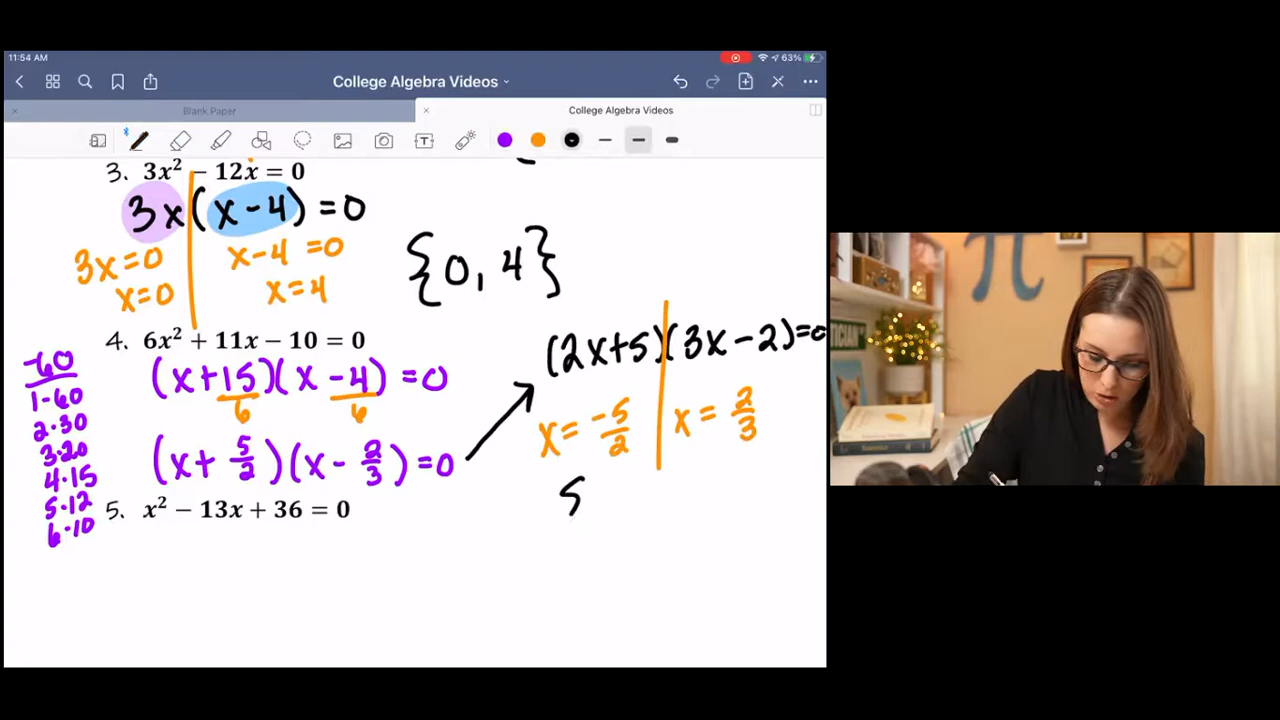 11:54 AM
63%
College Algebra Videos
Blank Paper
College Algebra Videos
3. 3x² − 12x = 0
3x(x-4) = 0
3x=0
x-4 =0
x=0
x=4
{0, 4}
4. 6x² + 11x − 10 = 0
(2x+5)(3x-2)=0
-60
(x+15)(x-4) =0
6 6
1-60
2·30
3·20
4·15
5·12
6·10
x= -5/2
x= 2/3
(x+ 5/2)(x- 2/3)=0
5. x² − 13x + 36 = 0
TICIAN